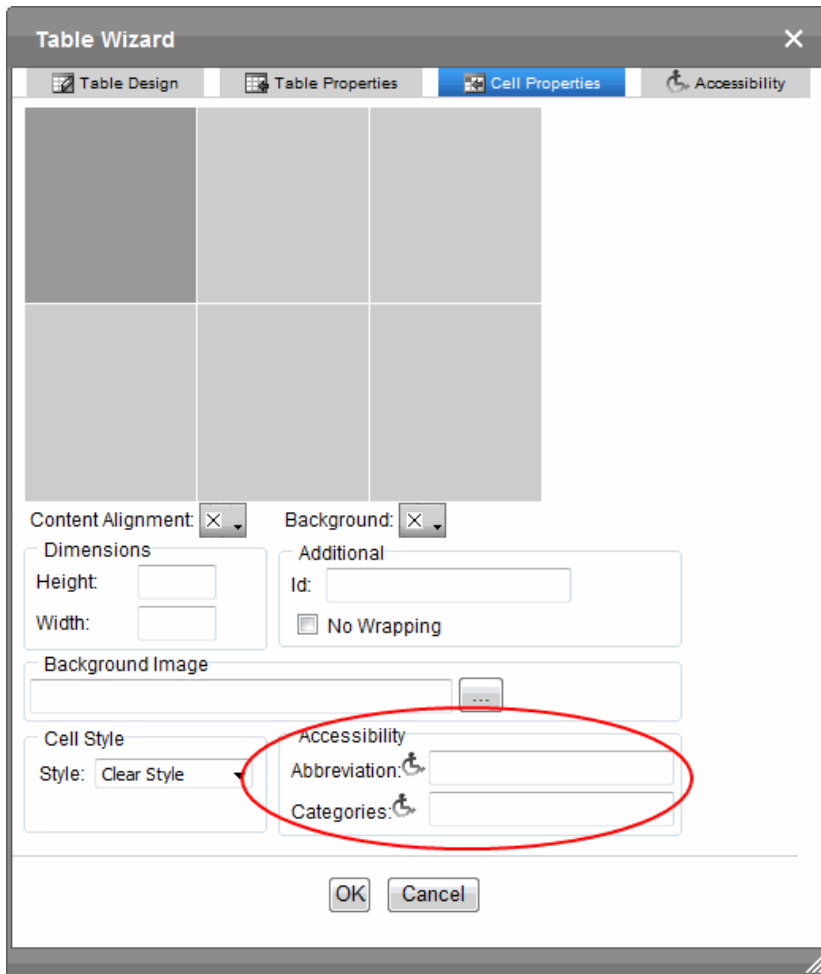 Table Wizard
Table Design Table Properties Cell Properties Accessibility
Content Alignment: Background:
Dimensions Additional
Height: Id:
Width: No Wrapping
Background Image
...
Cell Style Accessibility
Style: Clear Style Abbreviation:
Categories:
OK Cancel